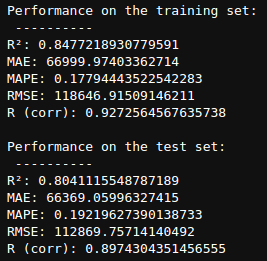 Performance on the training set:
----------
R²: 0.8477218930779591
MAE: 66999.97403362714
MAPE: 0.17794443522542283
RMSE: 118646.91509146211
R (corr): 0.9272564567635738
Performance on the test set:
----------
R²: 0.8041115548787189
MAE: 66369.05996327415
MAPE: 0.19219627390138733
RMSE: 112869.75714140492
R (corr): 0.8974304351456555